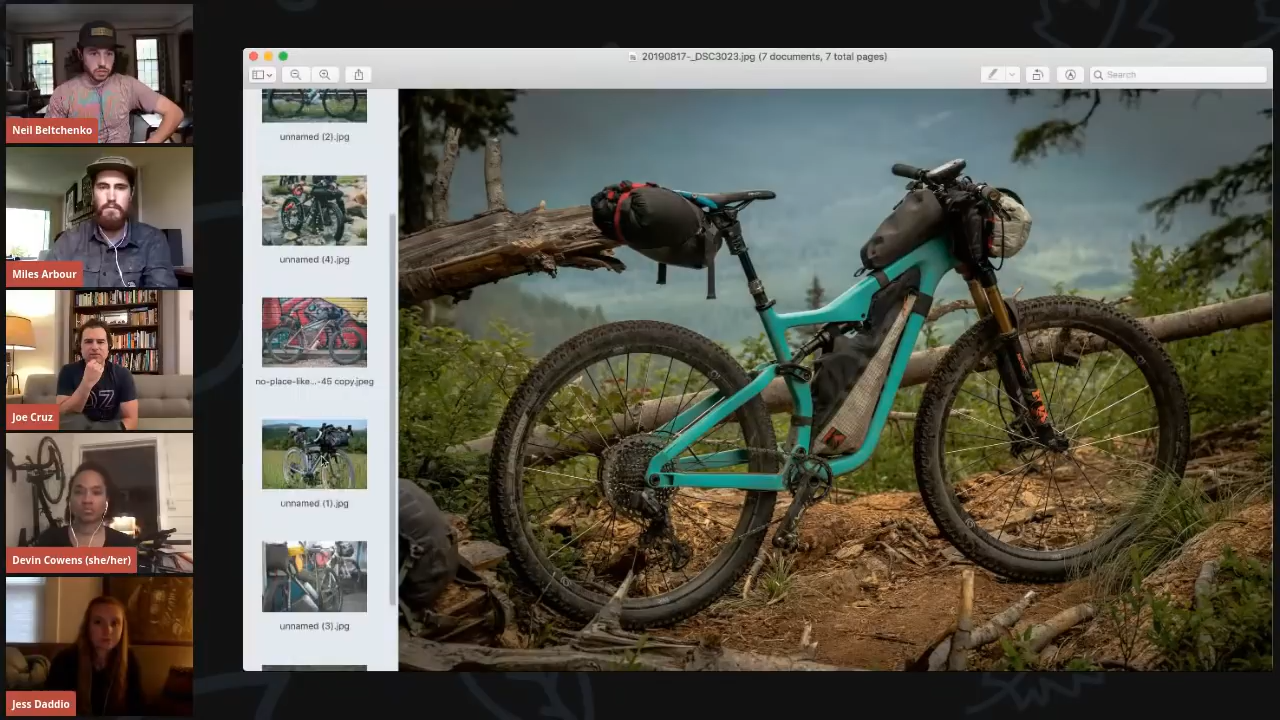 Neil Beltchenko
Miles Arbour
Joe Cruz
Devin Cowens (she/her)
Jess Daddio
20190817-_DSC3023.jpg (7 documents, 7 total pages)
Search
unnamed (2).jpg
unnamed (4).jpg
no-place-like...-45 copy.jpeg
unnamed (1).jpg
unnamed (3).jpg